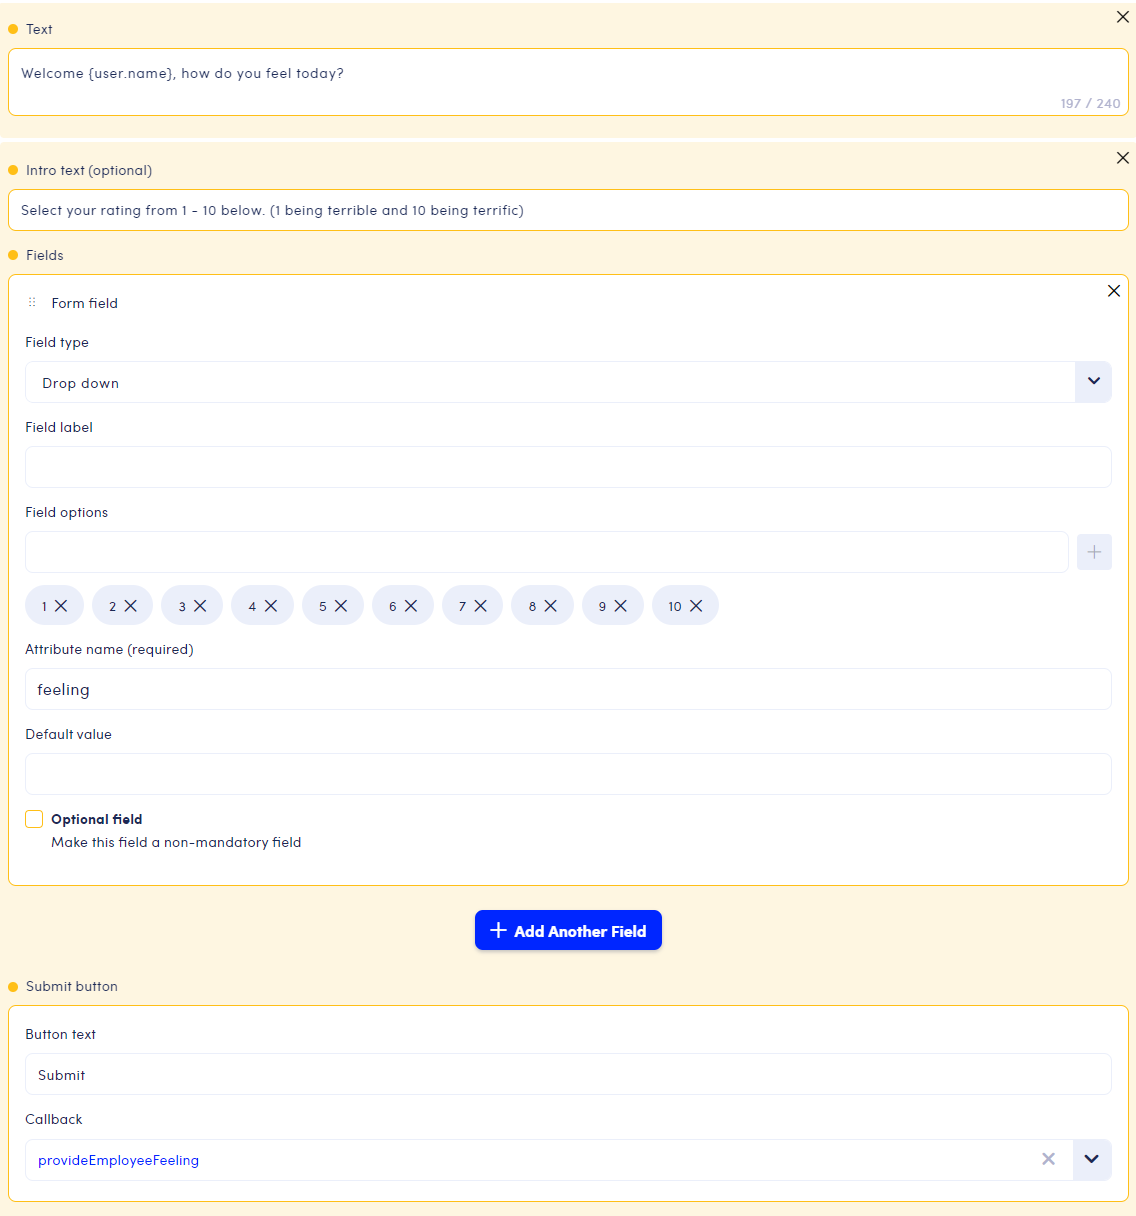 Text
Welcome {user.name}, how do you feel today?
197 / 240
Intro text (optional)
Select your rating from 1 - 10 below. (1 being terrible and 10 being terrific)
Fields
Form field
Field type
Drop down
Field label
Field options
1 2 3 4 5 6 7 8 9 10
Attribute name (required)
feeling
Default value
Optional field
Make this field a non-mandatory field
Add Another Field
Submit button
Button text
Submit
Callback
provideEmployeeFeeling